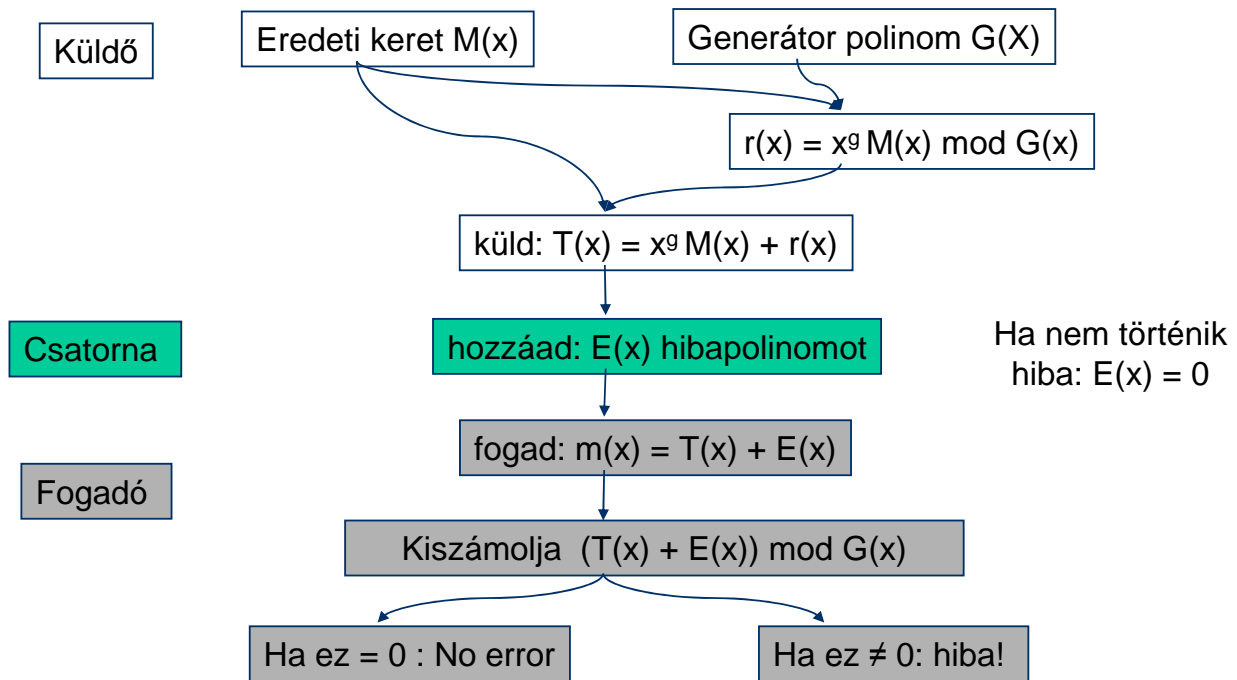 Küldő
Eredeti keret M(x)
Generátor polinom G(X)
r(x) = xᵍ M(x) mod G(x)
küld: T(x) = xᵍ M(x) + r(x)
Csatorna
hozzáad: E(x) hibapolinomot
Ha nem történik
hiba: E(x) = 0
fogad: m(x) = T(x) + E(x)
Fogadó
Kiszámolja (T(x) + E(x)) mod G(x)
Ha ez = 0 : No error
Ha ez ≠ 0: hiba!